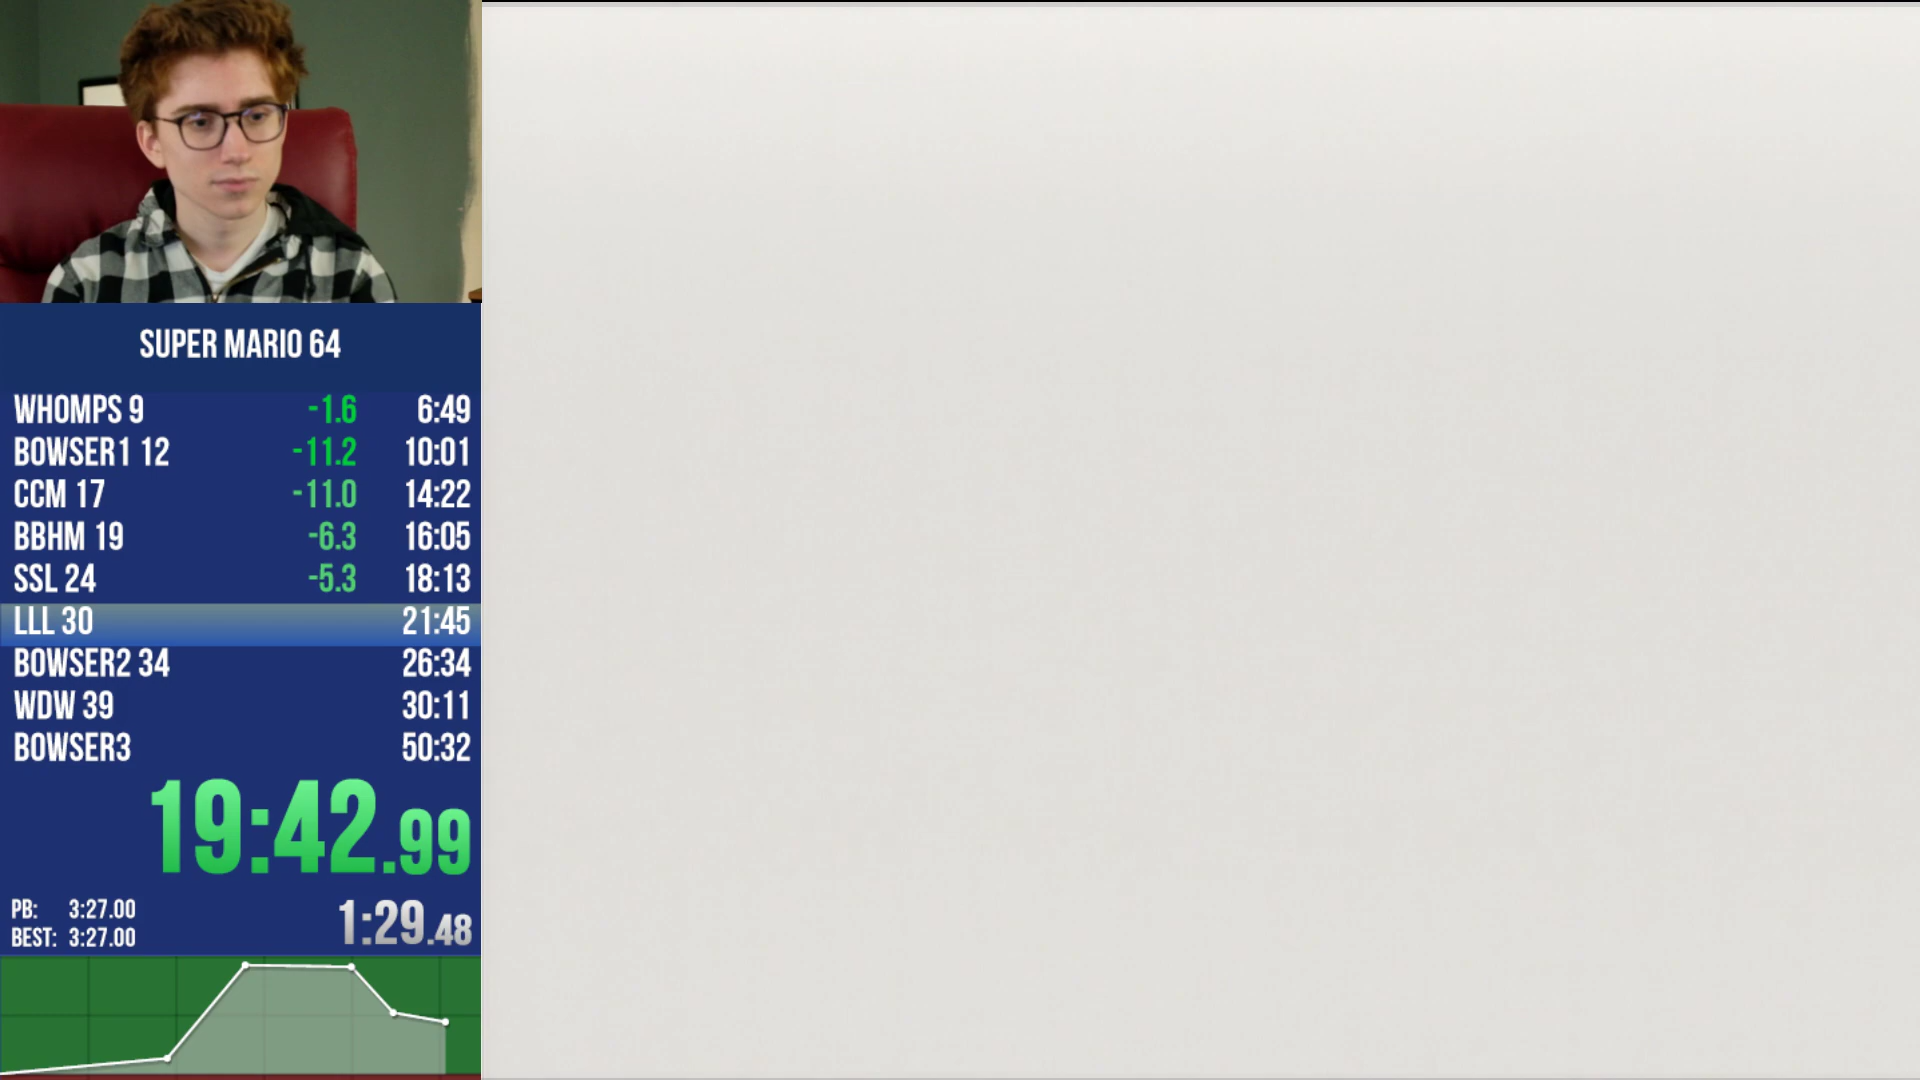 SUPER MARIO 64
WHOMPS 9 -1.6 6:49
BOWSER1 12 -11.2 10:01
CCM 17 -11.0 14:22
BBHM 19 -6.3 16:05
SSL 24 -5.3 18:13
LLL 30 21:45
BOWSER2 34 26:34
WDW 39 30:11
BOWSER3 50:32
19:42.99
PB: 3:27.00
BEST: 3:27.00
1:29.48